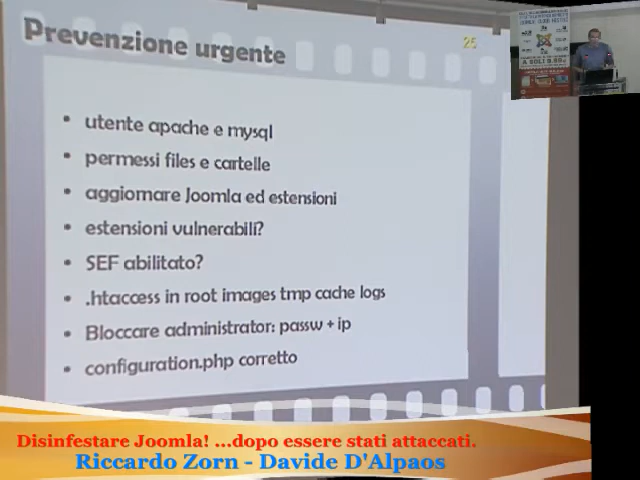 Prevenzione urgente
25
utente apache e mysql
permessi files e cartelle
aggiornare Joomla ed estensioni
estensioni vulnerabili?
SEF abilitato?
.htaccess in root images tmp cache logs
Bloccare administrator: passw + ip
configuration.php corretto
Disinfestare Joomla! ...dopo essere stati attaccati.
Riccardo Zorn - Davide D'Alpaos